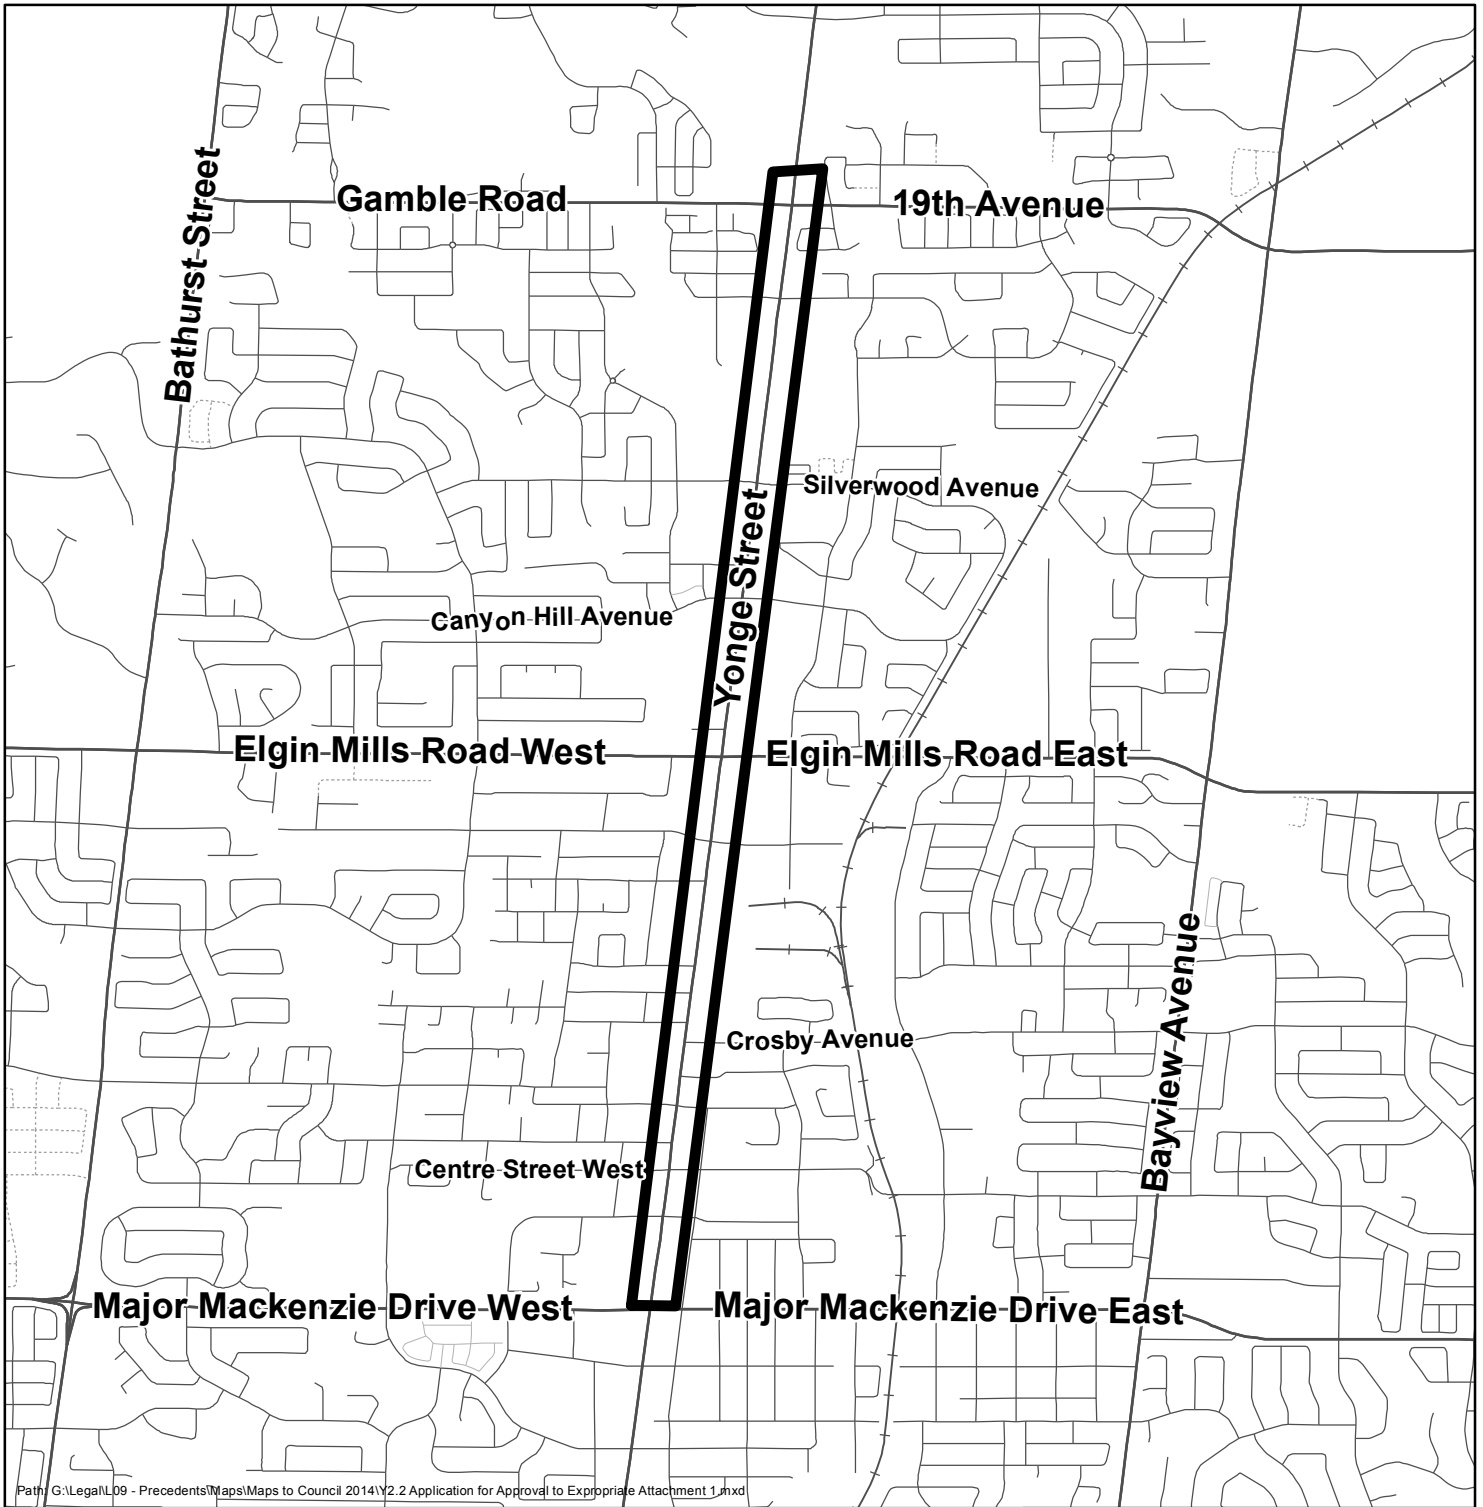 Gamble Road
19th Avenue
Bathurst Street
Silverwood Avenue
Yonge Street
Canyon Hill Avenue
Elgin Mills Road West
Elgin Mills Road East
Crosby Avenue
Bayview Avenue
Centre Street West
Major Mackenzie Drive West
Major Mackenzie Drive East
Path: G:\Legal\L09 - Precedents\Maps\Maps to Council 2014\Y2.2 Application for Approval to Expropriate Attachment 1.mxd